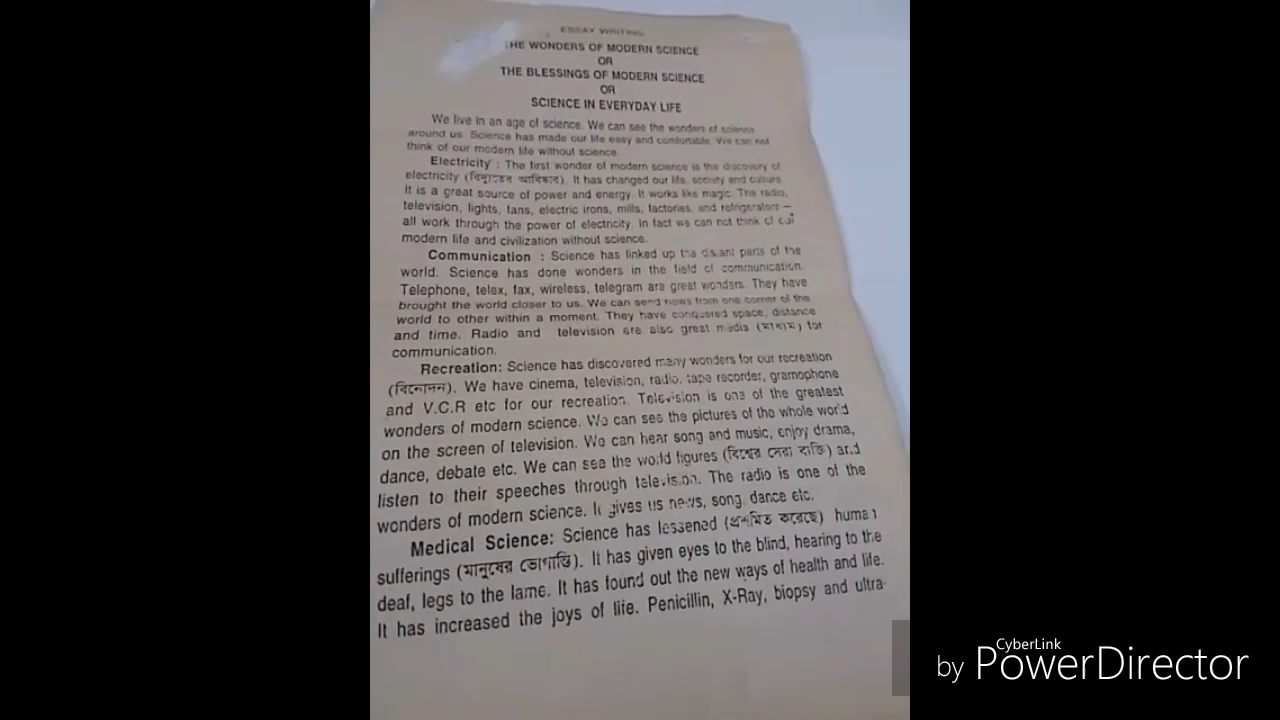 ESSAY WRITING
THE WONDERS OF MODERN SCIENCE
OR
THE BLESSINGS OF MODERN SCIENCE
OR
SCIENCE IN EVERYDAY LIFE
We live in an age of science. We can see the wonders of science
around us. Science has made our life easy and comfortable. We can not
think of our modern life without science.
Electricity : The first wonder of modern science is the discovery of
electricity (বিদ্যুতের আবিষ্কার). It has changed our life, society and culture.
It is a great source of power and energy. It works like magic. The radio,
television, lights, fans, electric irons, mills, factories, and refrigerators –
all work through the power of electricity. In fact we can not think of our
modern life and civilization without science.
Communication : Science has linked up the distant parts of the
world. Science has done wonders in the field of communication.
Telephone, telex, fax, wireless, telegram are great wonders. They have
brought the world closer to us. We can send news from one corner of the
world to other within a moment. They have conquered space, distance
and time. Radio and television are also great media (মাধ্যম) for
communication.
Recreation: Science has discovered many wonders for our recreation
(বিনোদন). We have cinema, television, radio, tape recorder, gramophone
and V.C.R etc for our recreation. Television is one of the greatest
wonders of modern science. We can see the pictures of the whole world
on the screen of television. We can hear song and music, enjoy drama,
dance, debate etc. We can see the world figures (বিশ্বের সেরা ব্যক্তি) and
listen to their speeches through television. The radio is one of the
wonders of modern science. It gives us news, song, dance etc.
Medical Science: Science has lessened (প্রশমিত করেছে) human
sufferings (মানুষের ভোগান্তি). It has given eyes to the blind, hearing to the
deaf, legs to the lame. It has found out the new ways of health and life.
It has increased the joys of life. Penicillin, X-Ray, biopsy and ultra-
CyberLink
by PowerDirector